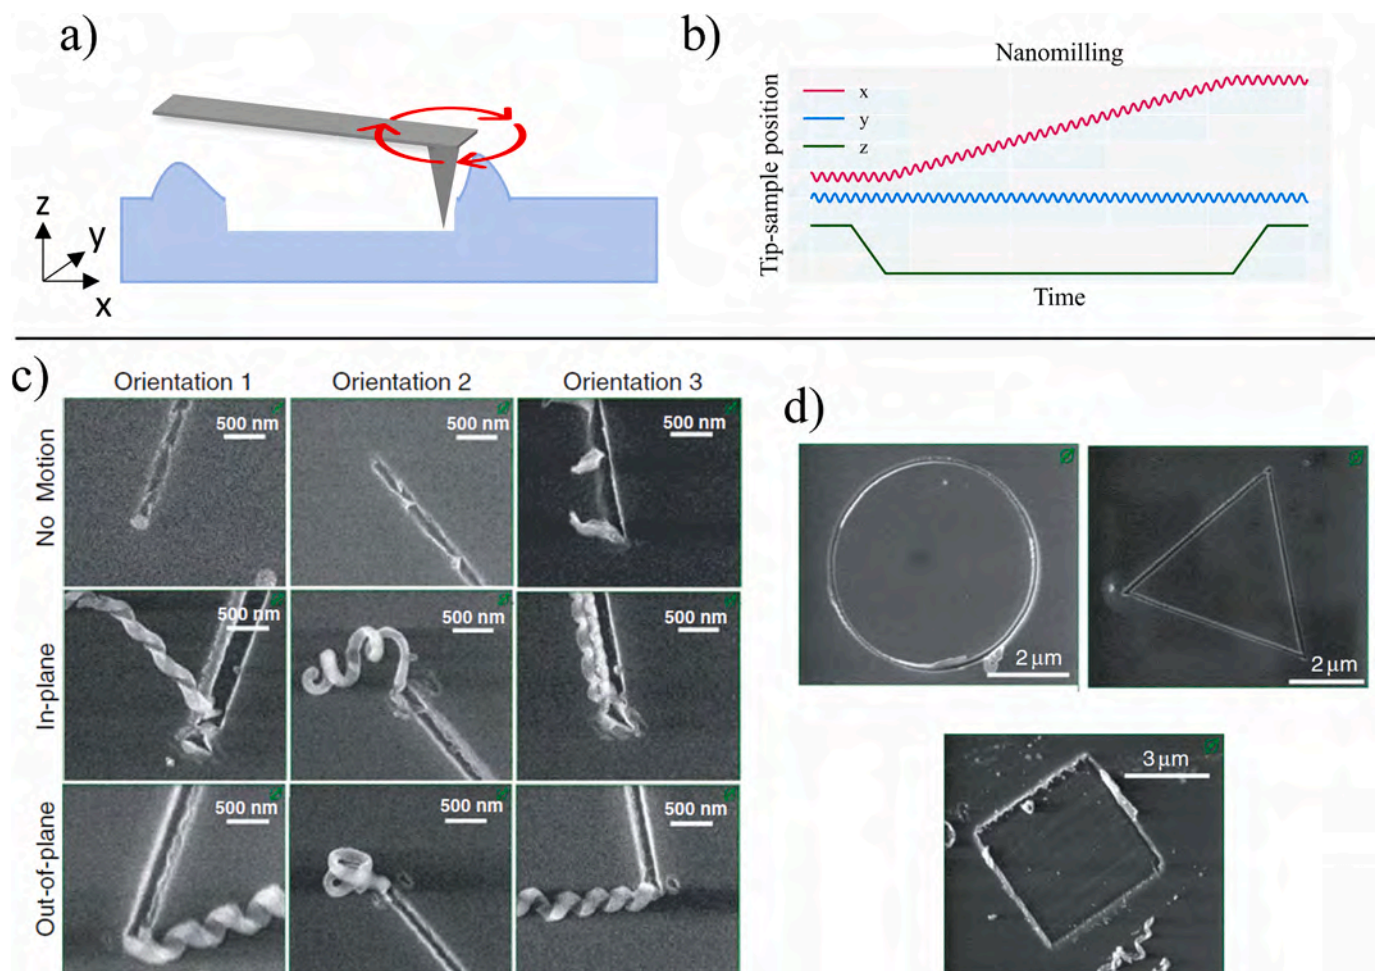 a)
z
y
x
b)
Nanomilling
x
y
z
Tip-sample position
Time
c)
Orientation 1
Orientation 2
Orientation 3
No Motion
500 nm
500 nm
500 nm
In-plane
500 nm
500 nm
500 nm
Out-of-plane
500 nm
500 nm
500 nm
d)
2 µm
2 µm
3 µm